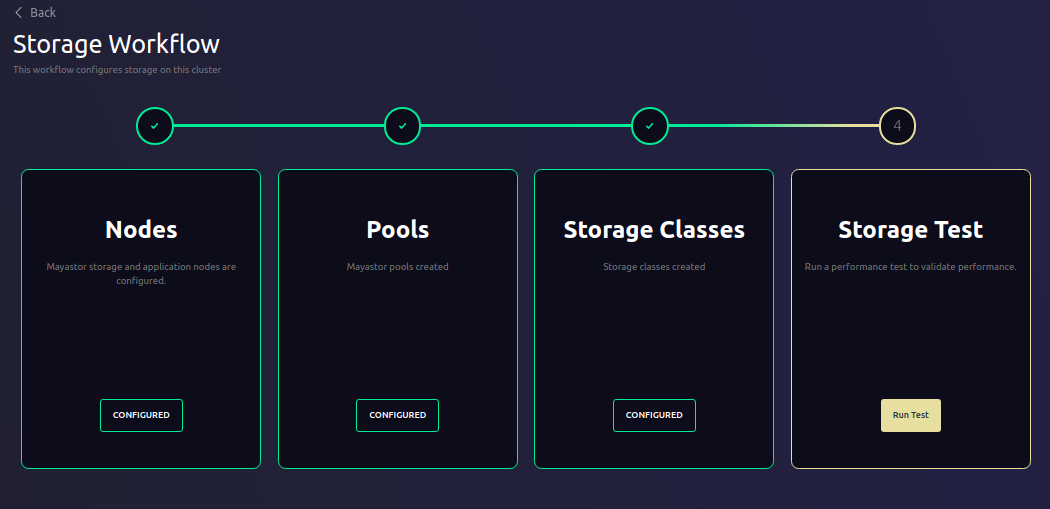 Back
Storage Workflow
This workflow configures storage on this cluster
4
Nodes
Mayastor storage and application nodes are
configured.
CONFIGURED
Pools
Mayastor pools created
CONFIGURED
Storage Classes
Storage classes created
CONFIGURED
Storage Test
Run a performance test to validate performance.
Run Test